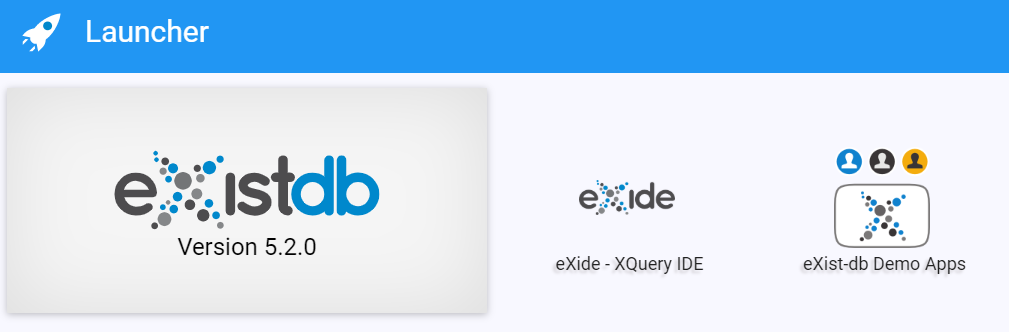 Launcher
eXistdb
Version 5.2.0
eXide
eXide - XQuery IDE
eXist-db Demo Apps